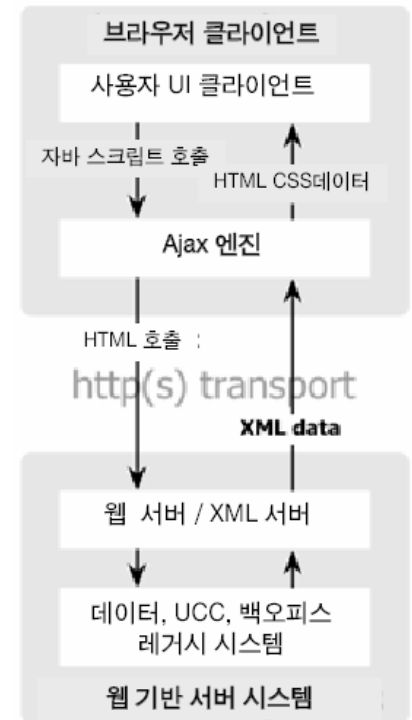 브라우저 클라이언트
사용자 UI 클라이언트
자바 스크립트 호출
HTML CSS데이터
Ajax 엔진
HTML 호출 :
http(s) transport
XML data
웹 서버 / XML 서버
데이터, UCC, 백오피스
레거시 시스템
웹 기반 서버 시스템